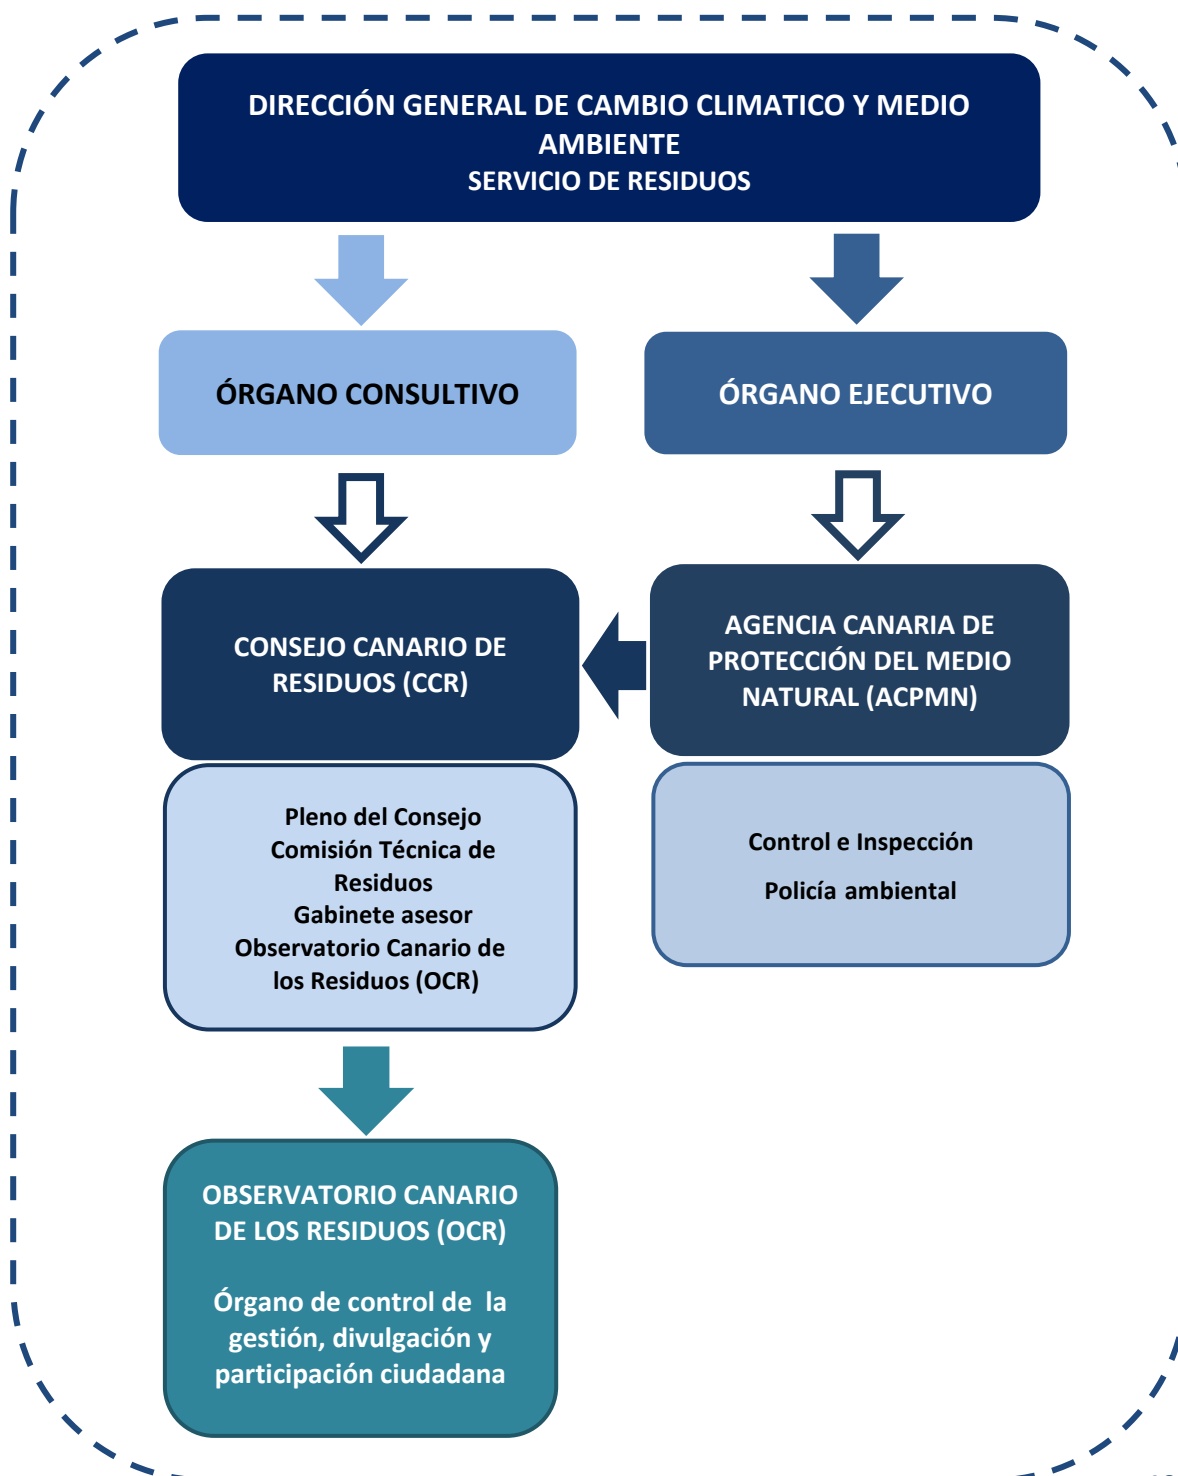 DIRECCIÓN GENERAL DE CAMBIO CLIMATICO Y MEDIO
AMBIENTE
SERVICIO DE RESIDUOS
ÓRGANO CONSULTIVO
ÓRGANO EJECUTIVO
CONSEJO CANARIO DE
RESIDUOS (CCR)
AGENCIA CANARIA DE
PROTECCIÓN DEL MEDIO
NATURAL (ACPMN)
Pleno del Consejo
Comisión Técnica de
Residuos
Gabinete asesor
Observatorio Canario de
los Residuos (OCR)
Control e Inspección
Policía ambiental
OBSERVATORIO CANARIO
DE LOS RESIDUOS (OCR)
Órgano de control de  la
gestión, divulgación y
participación ciudadana